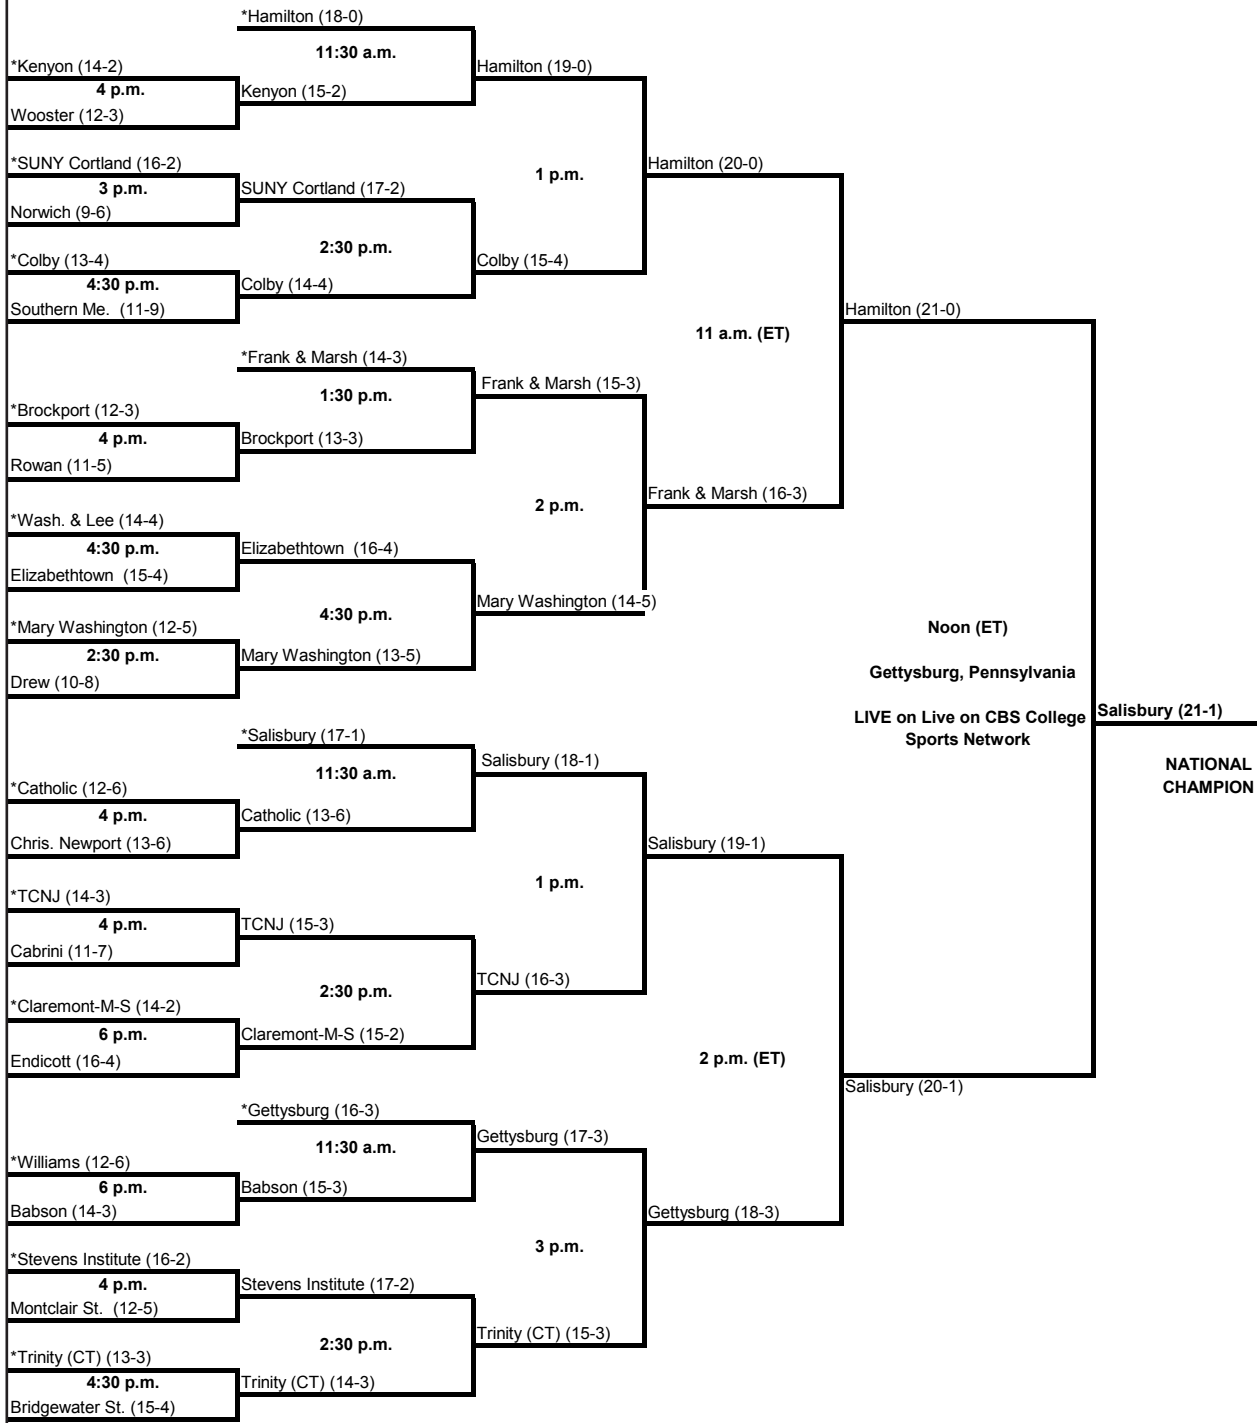 *Hamilton (18-0)
11:30 a.m.
*Kenyon (14-2)
Hamilton (19-0)
4 p.m.
Kenyon (15-2)
Wooster (12-3)
*SUNY Cortland (16-2)
Hamilton (20-0)
1 p.m.
3 p.m.
SUNY Cortland (17-2)
Norwich (9-6)
2:30 p.m.
*Colby (13-4)
Colby (15-4)
4:30 p.m.
Colby (14-4)
Southern Me. (11-9)
Hamilton (21-0)
11 a.m. (ET)
*Frank & Marsh (14-3)
Frank & Marsh (15-3)
1:30 p.m.
*Brockport (12-3)
4 p.m.
Brockport (13-3)
Rowan (11-5)
Frank & Marsh (16-3)
2 p.m.
*Wash. & Lee (14-4)
4:30 p.m.
Elizabethtown (16-4)
Elizabethtown (15-4)
Mary Washington (14-5)
4:30 p.m.
*Mary Washington (12-5)
Noon (ET)
2:30 p.m.
Mary Washington (13-5)
Gettysburg, Pennsylvania
Drew (10-8)
LIVE on Live on CBS College
Sports Network
Salisbury (21-1)
*Salisbury (17-1)
Salisbury (18-1)
NATIONAL
CHAMPION
11:30 a.m.
*Catholic (12-6)
4 p.m.
Catholic (13-6)
Chris. Newport (13-6)
Salisbury (19-1)
1 p.m.
*TCNJ (14-3)
4 p.m.
TCNJ (15-3)
Cabrini (11-7)
TCNJ (16-3)
2:30 p.m.
*Claremont-M-S (14-2)
6 p.m.
Claremont-M-S (15-2)
Endicott (16-4)
2 p.m. (ET)
Salisbury (20-1)
*Gettysburg (16-3)
Gettysburg (17-3)
11:30 a.m.
*Williams (12-6)
6 p.m.
Babson (15-3)
Babson (14-3)
Gettysburg (18-3)
3 p.m.
*Stevens Institute (16-2)
4 p.m.
Stevens Institute (17-2)
Montclair St. (12-5)
Trinity (CT) (15-3)
2:30 p.m.
*Trinity (CT) (13-3)
4:30 p.m.
Trinity (CT) (14-3)
Bridgewater St. (15-4)